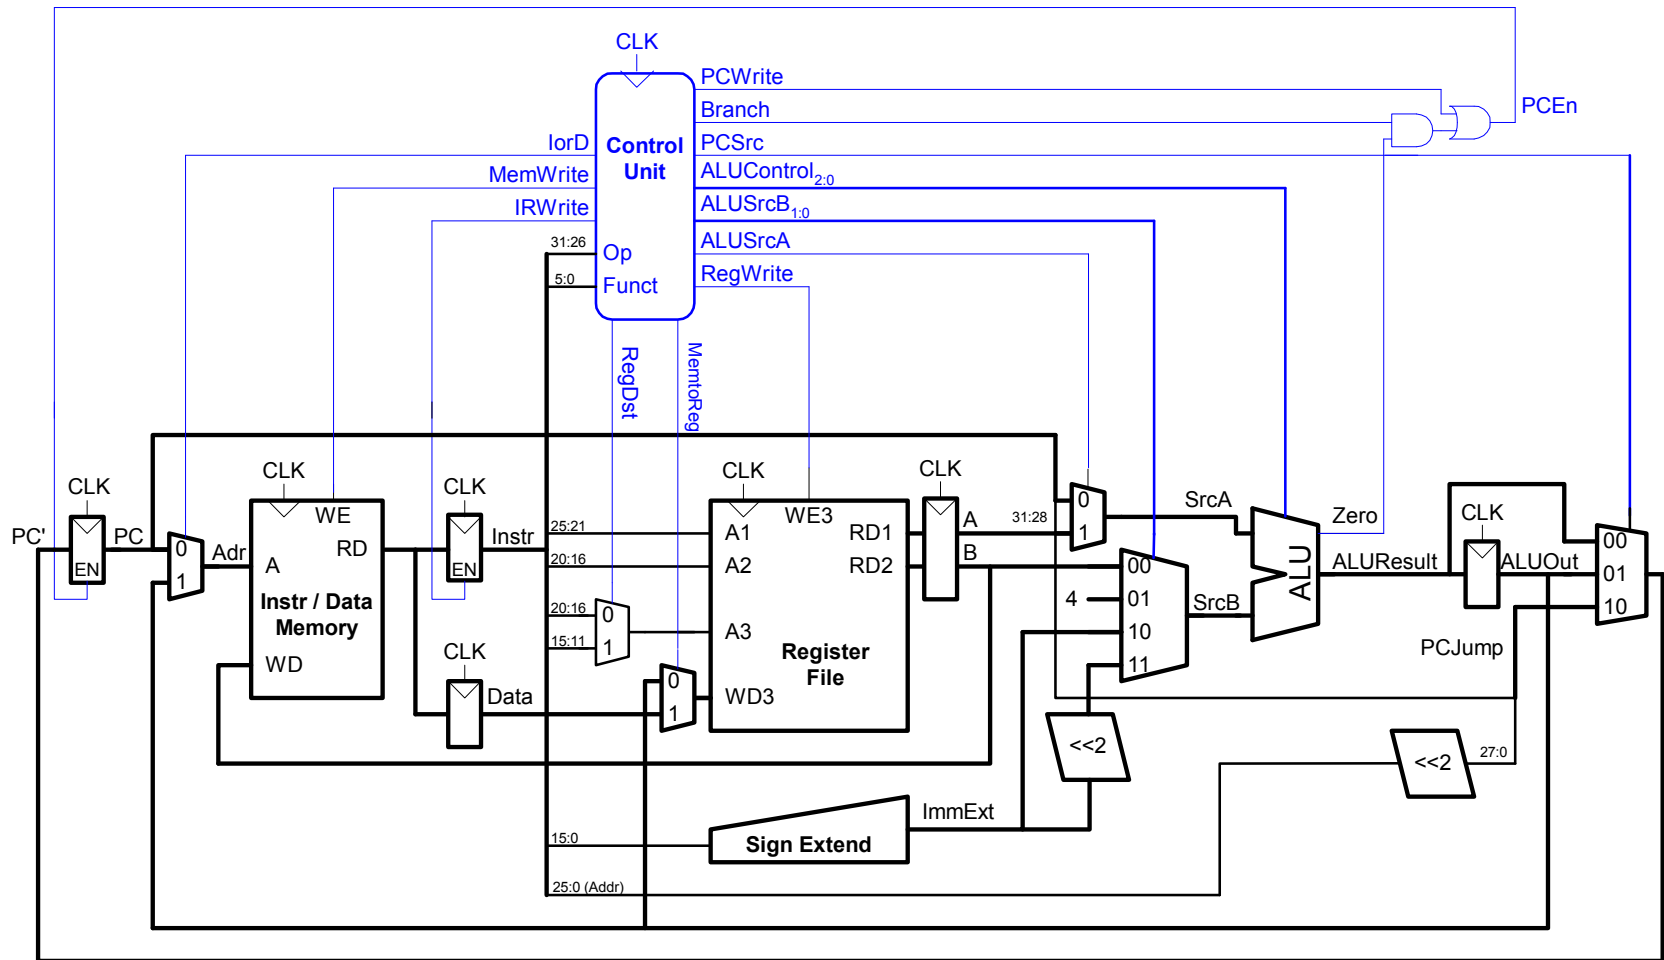 CLK
PCWrite
Branch
PCEn
IorD
Control
Unit
PCSrc
MemWrite
ALUControl2:0
IRWrite
ALUSrcB1:0
31:26
Op
ALUSrcA
5:0
Funct
RegWrite
RegDst
MemtoReg
CLK
CLK
CLK
CLK
CLK
CLK
PC'
PC
EN
0
1
Adr
WE
A
RD
Instr / Data
Memory
WD
EN
Instr
CLK
Data
25:21
20:16
20:16
15:11
0
1
0
1
A1
A2
A3
WD3
WE3
RD1
RD2
Register
File
A
B
31:28
0
1
SrcA
4
00
01
10
11
SrcB
ALU
Zero
ALUResult
ALUOut
00
01
10
PCJump
<<2
<<2
27:0
ImmExt
15:0
Sign Extend
25:0 (Addr)